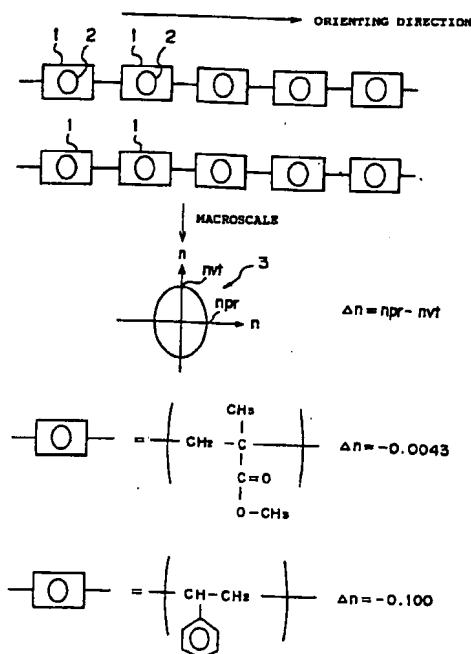 ORIENTING DIRECTION
1 2 1 2
1 1
MACROSCALE
n
nvt
3
npr
n
Δn=npr-nvt
CH3
= CH2 C Δn=-0.0043
C=O
O-CH3
= CH-CH2 Δn=-0.100